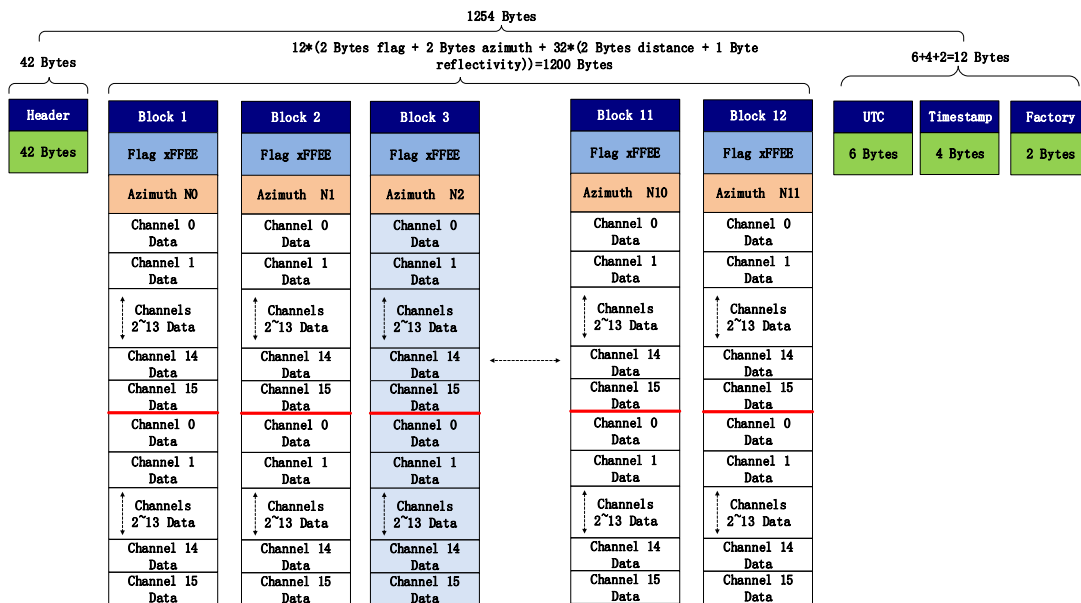 1254 Bytes
12*(2 Bytes flag + 2 Bytes azimuth + 32*(2 Bytes distance + 1 Byte
reflectivity))=1200 Bytes
42 Bytes
6+4+2=12 Bytes
Header
42 Bytes
Block 1
Flag xFFEE
Azimuth N0
Channel 0
Data
Channel 1
Data
Channels
2~13 Data
Channel 14
Data
Channel 15
Data
Channel 0
Data
Channel 1
Data
Channels
2~13 Data
Channel 14
Data
Channel 15
Data
Block 2
Flag xFFEE
Azimuth N1
Channel 0
Data
Channel 1
Data
Channels
2~13 Data
Channel 14
Data
Channel 15
Data
Channel 0
Data
Channel 1
Data
Channels
2~13 Data
Channel 14
Data
Channel 15
Data
Block 3
Flag xFFEE
Azimuth N2
Channel 0
Data
Channel 1
Data
Channels
2~13 Data
Channel 14
Data
Channel 15
Data
Channel 0
Data
Channel 1
Data
Channels
2~13 Data
Channel 14
Data
Channel 15
Data
Block 11
Flag xFFEE
Azimuth N10
Channel 0
Data
Channel 1
Data
Channels
2~13 Data
Channel 14
Data
Channel 15
Data
Channel 0
Data
Channel 1
Data
Channels
2~13 Data
Channel 14
Data
Channel 15
Data
Block 12
Flag xFFEE
Azimuth N11
Channel 0
Data
Channel 1
Data
Channels
2~13 Data
Channel 14
Data
Channel 15
Data
Channel 0
Data
Channel 1
Data
Channels
2~13 Data
Channel 14
Data
Channel 15
Data
UTC
6 Bytes
Timestamp
4 Bytes
Factory
2 Bytes